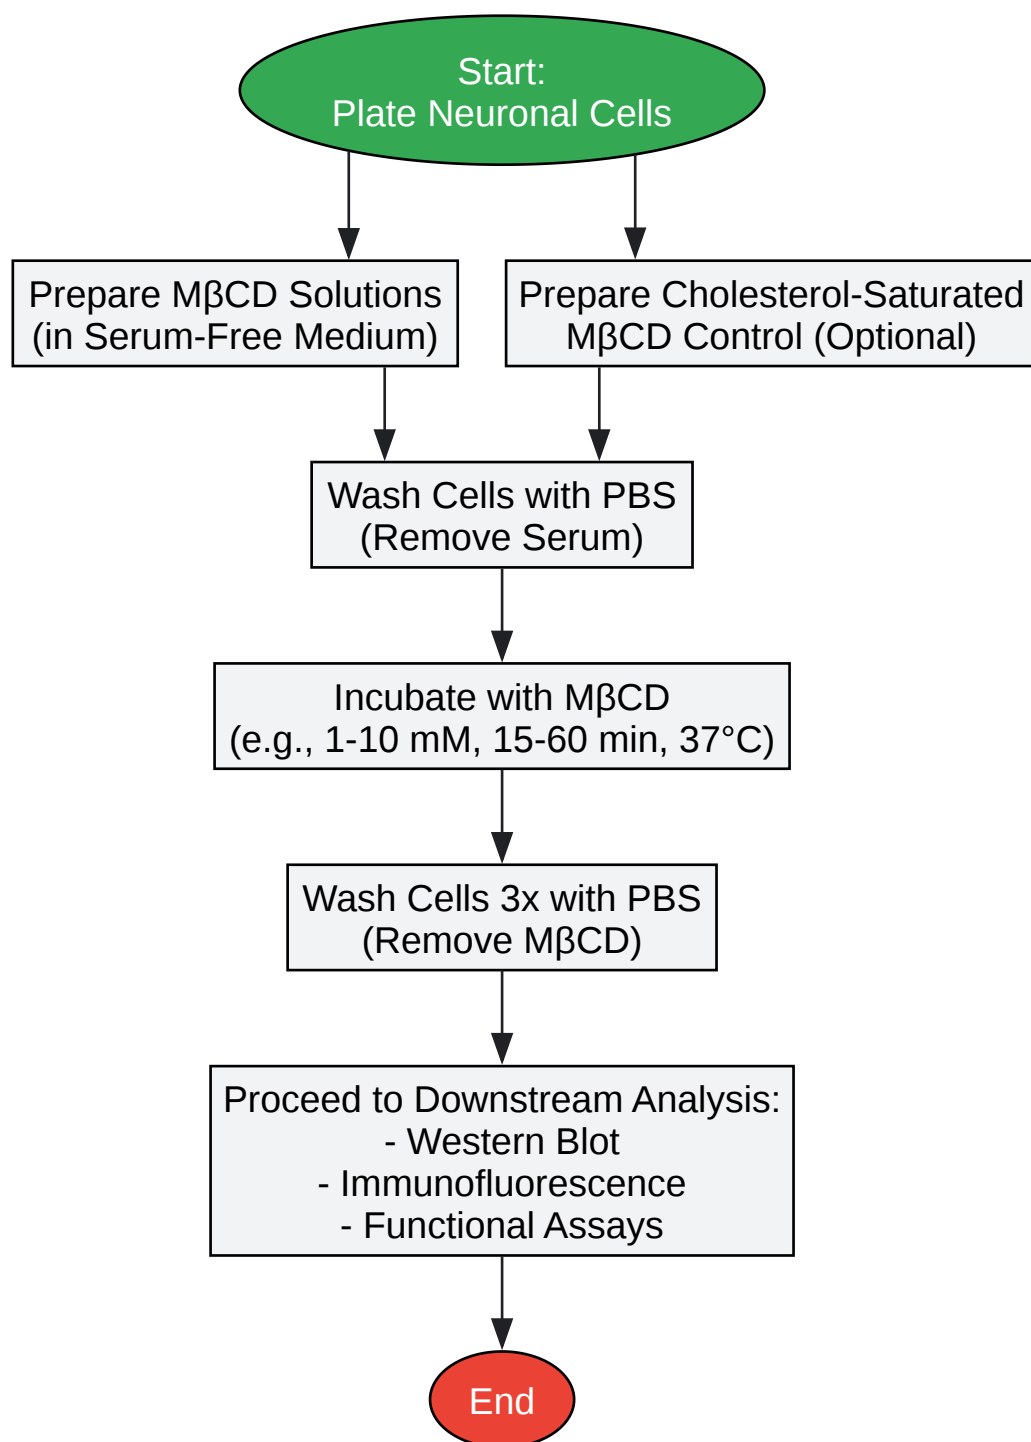 Start:
Plate Neuronal Cells
Prepare MβCD Solutions
(in Serum-Free Medium)
Prepare Cholesterol-Saturated
MβCD Control (Optional)
Wash Cells with PBS
(Remove Serum)
Incubate with MβCD
(e.g., 1-10 mM, 15-60 min, 37°C)
Wash Cells 3x with PBS
(Remove MβCD)
Proceed to Downstream Analysis:
- Western Blot
- Immunofluorescence
- Functional Assays
End